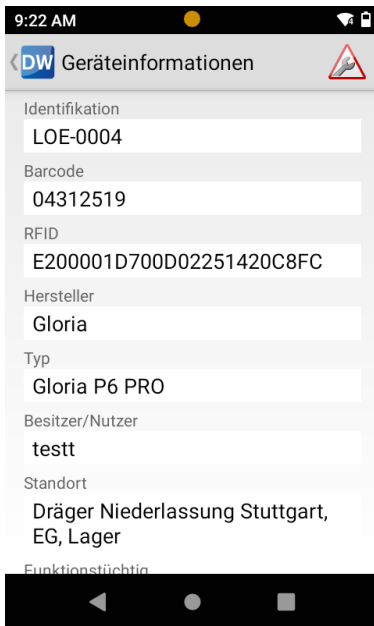 9:22 AM
DW Geräteinformationen
Identifikation
LOE-0004
Barcode
04312519
RFID
E200001D700D02251420C8FC
Hersteller
Gloria
Typ
Gloria P6 PRO
Besitzer/Nutzer
testt
Standort
Dräger Niederlassung Stuttgart,
EG, Lager
Funktionstüchtig